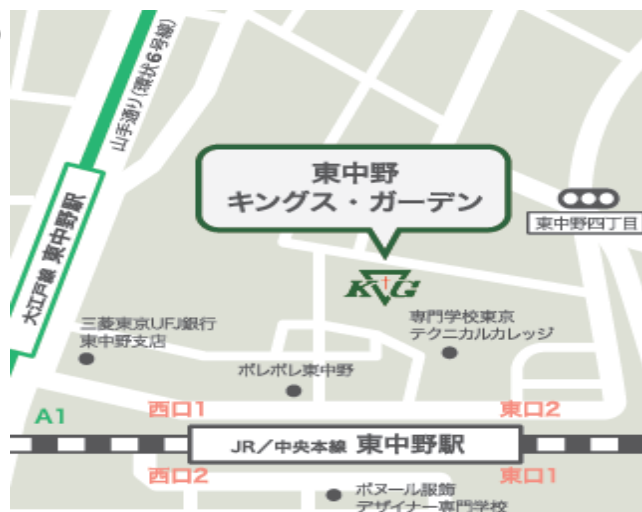 山手通り(環状6号線)
東中野
キングス・ガーデン
東中野四丁目
大江戸線 東中野駅
KG
三菱東京UFJ銀行
東中野支店
専門学校東京
テクニカルカレッジ
ポレポレ東中野
A1
西口1
東口2
JR/中央本線 東中野駅
西口2
東口1
ボヌール服飾
デザイナー専門学校